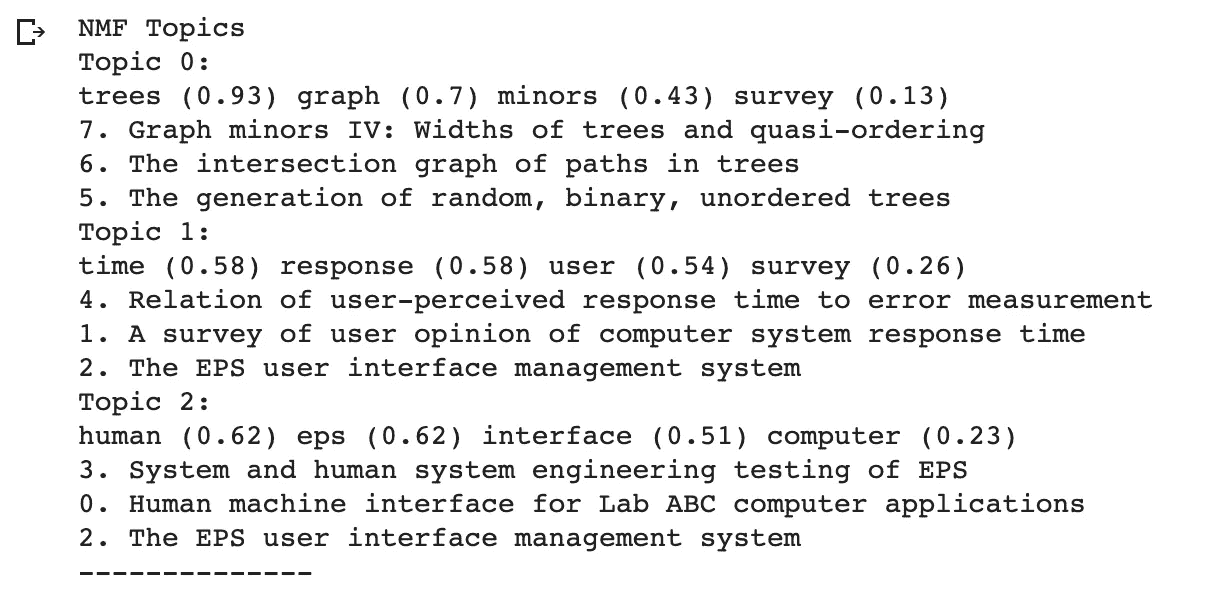 NMF Topics
Topic 0:
trees (0.93) graph (0.7) minors (0.43) survey (0.13)
7. Graph minors IV: Widths of trees and quasi-ordering
6. The intersection graph of paths in trees
5. The generation of random, binary, unordered trees
Topic 1:
time (0.58) response (0.58) user (0.54) survey (0.26)
4. Relation of user-perceived response time to error measurement
1. A survey of user opinion of computer system response time
2. The EPS user interface management system
Topic 2:
human (0.62) eps (0.62) interface (0.51) computer (0.23)
3. System and human system engineering testing of EPS
0. Human machine interface for Lab ABC computer applications
2. The EPS user interface management system
--------------